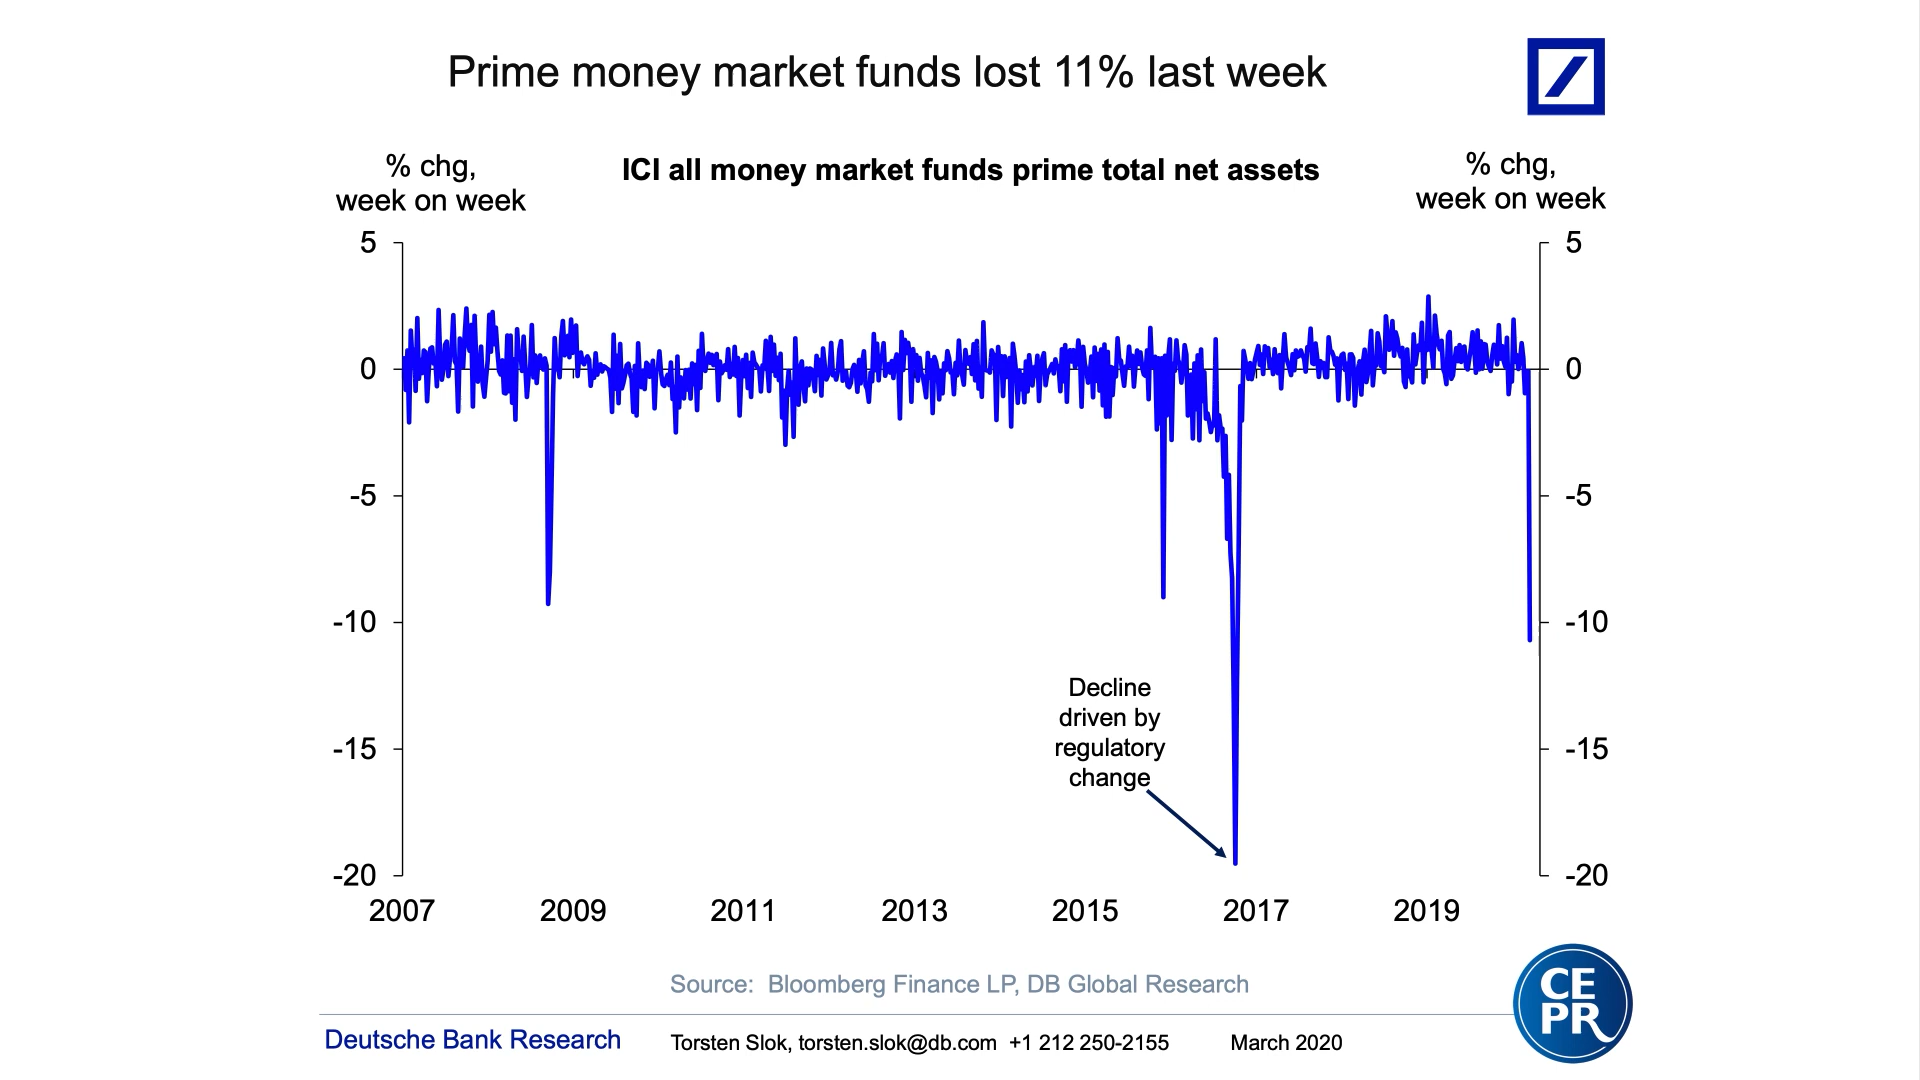 Prime money market funds lost 11% last week
% chg,
week on week
ICI all money market funds prime total net assets
% chg,
week on week
5
0
-5
-10
-15
-20
5
0
-5
-10
-15
-20
Decline
driven by
regulatory
change
2007 2009 2011 2013 2015 2017 2019
Source: Bloomberg Finance LP, DB Global Research
Deutsche Bank Research
Torsten Slok, torsten.slok@db.com +1 212 250-2155 March 2020
CE
PR